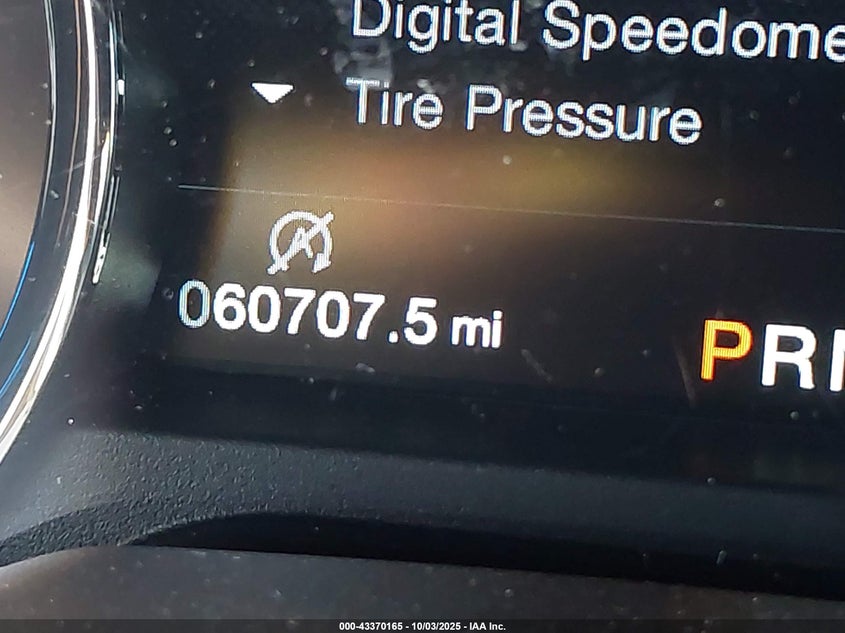 Digital Speedome
Tire Pressure
060707.5 mi
PR
000-43370165 - 10/03/2025 - IAA Inc.